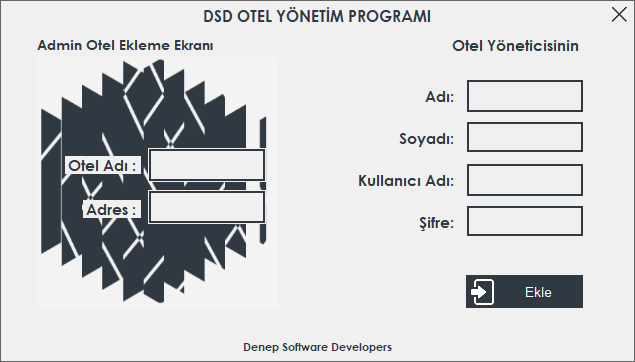 DSD OTEL YÖNETİM PROGRAMI
Admin Otel Ekleme Ekranı
Otel Adı :
Adres :
Otel Yöneticisinin
Adı:
Soyadı:
Kullanıcı Adı:
Şifre:
Ekle
Denep Software Developers